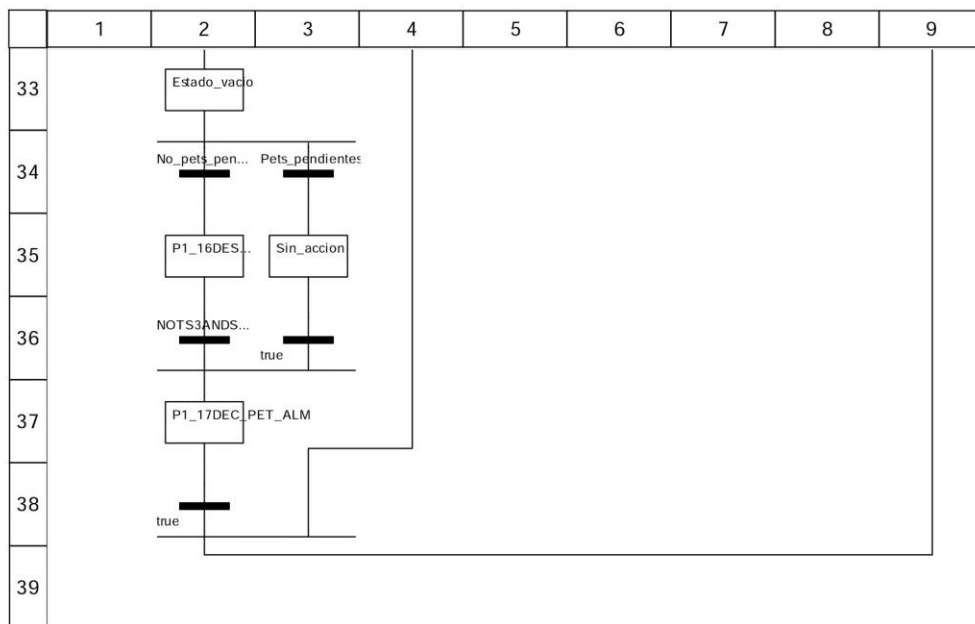 1 2 3 4 5 6 7 8 9
33 Estado_vacio
34 No_pets_pen... Pets_pendientes
35 P1_16DES... Sin_accion
36 NOTS3ANDS...
true
37 P1_17DEC_PET_ALM
38
true
39